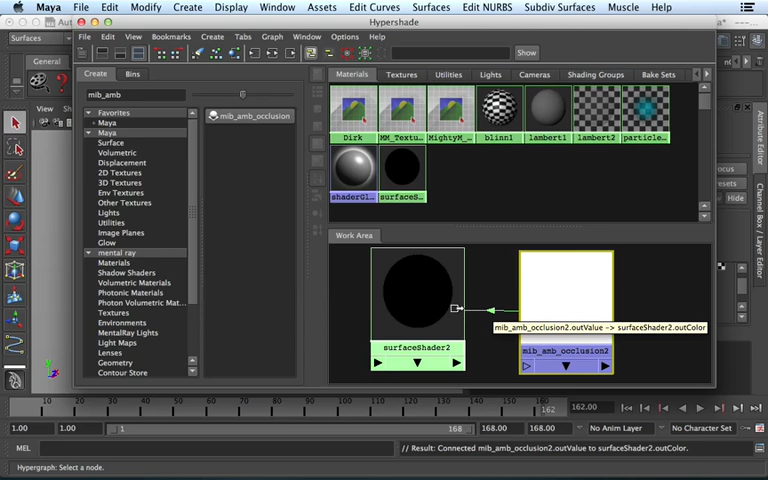 Maya File Edit Modify Create Display Window Assets Edit Curves Surfaces Edit NURBS Subdiv Surfaces Muscle Help
Hypershade
File Edit View Bookmarks Create Tabs Graph Window Options Help
Surfaces
Show
Create Bins
Materials Textures Utilities Lights Cameras Shading Groups Bake Sets
mib_amb
mib_amb_occlusion
Favorites
Maya
Maya
Surface
Volumetric
Displacement
2D Textures
3D Textures
Env Textures
Other Textures
Lights
Utilities
Image Planes
Glow
mental ray
Materials
Shadow Shaders
Volumetric Materials
Photonic Materials
Photon Volumetric Mat...
Textures
Environments
MentalRay Lights
Light Maps
Lenses
Geometry
Contour Store
Dirk MM_Textu... MightyM_... blinn1 lambert1 lambert2 particle...
shaderGl... surfaceS...
Work Area
surfaceShader2
mib_amb_occlusion2
mib_amb_occlusion2.outValue -> surfaceShader2.outColor
View
Hide
Attribute Editor
Channel Box / Layer Editor
10 20 30 40 50 60 70 80 90 100 110 120 130 140 150 162
162.00
1.00 1.00 1 168 168.00 168.00 No Anim Layer No Character Set
MEL
// Result: Connected mib_amb_occlusion2.outValue to surfaceShader2.outColor.
Hypergraph: Select a node.